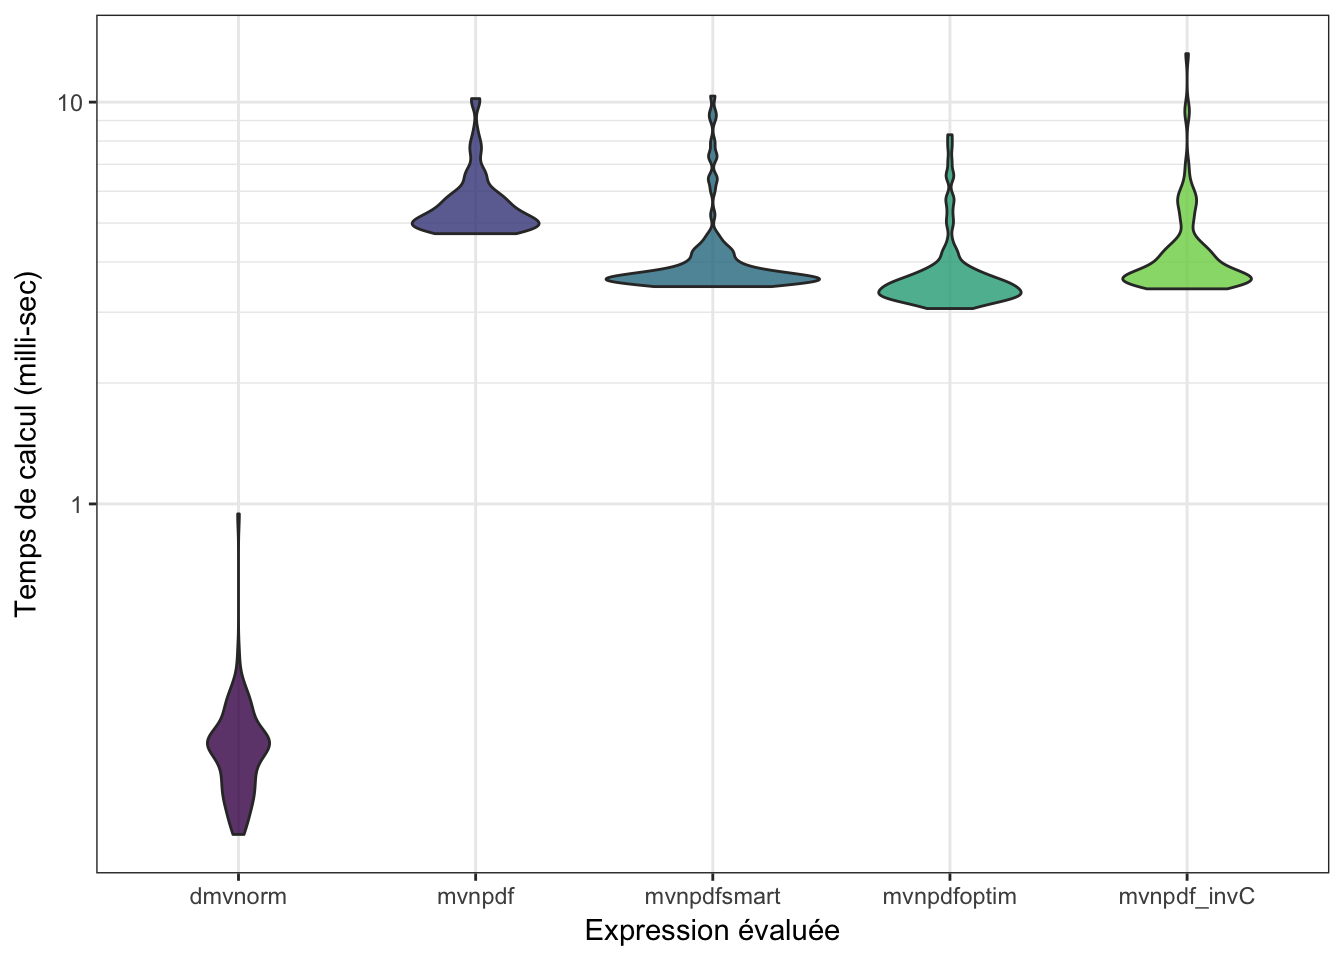 Temps de calcul (milli-sec)
10
1
dmvnorm mvnpdf mvnpdfsmart mvnpdfoptim mvnpdf_invC
Expression évaluée